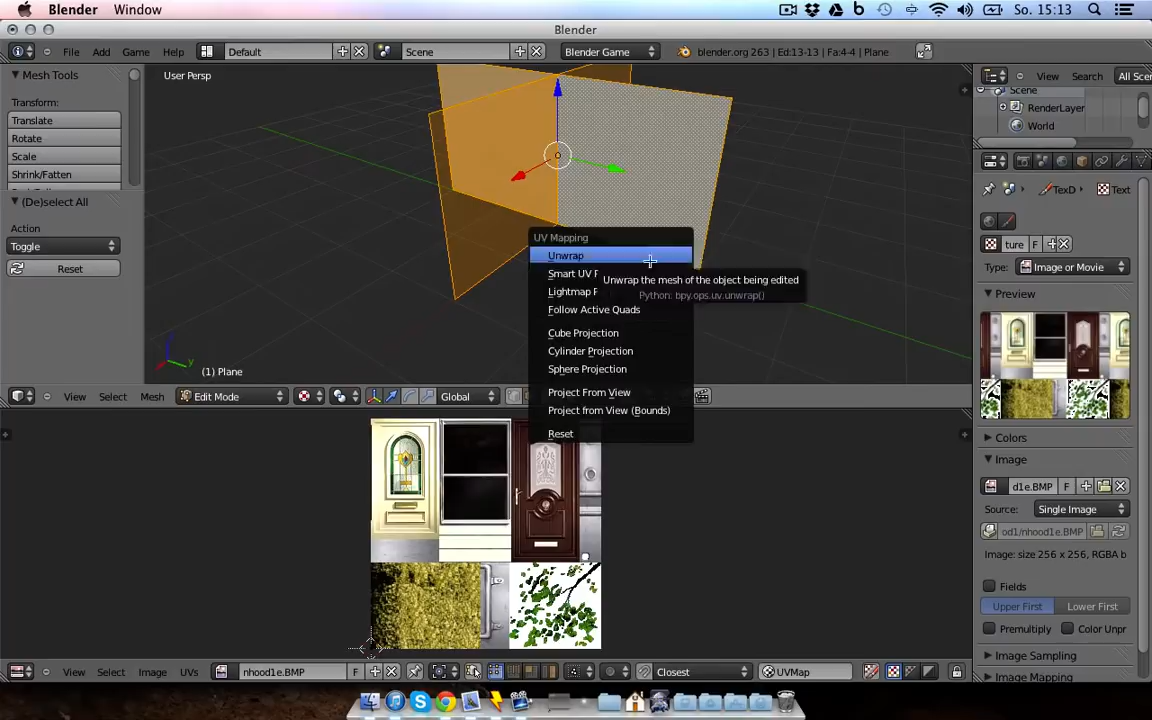 Blender Window
So. 15:13
Blender
File Add Game Help
Default
Scene
Blender Game
blender.org 263 | Ed:13-13 | Fa:4-4 | Plane
Mesh Tools
Transform:
Translate
Rotate
Scale
Shrink/Fatten
(De)select All
Action
Toggle
Reset
User Persp
z
y
(1) Plane
UV Mapping
Unwrap
Smart UV P
Lightmap P
Follow Active Quads
Cube Projection
Cylinder Projection
Sphere Projection
Project From View
Project from View (Bounds)
Reset
Unwrap the mesh of the object being edited
Python: bpy.ops.uv.unwrap()
View Select Mesh
Edit Mode
Global
View Select Image UVs
nhood1e.BMP
F
Closest
UVMap
View Search All Scer
Scene
RenderLayer
World
TexD
Text
ture F
Type: Image or Movie
Preview
Colors
Image
d1e.BMP F
Source: Single Image
od1/nhood1e.BMP
Image: size 256 x 256, RGBA b
Fields
Upper First Lower First
Premultiply Color Unpr
Image Sampling
Image Mapping